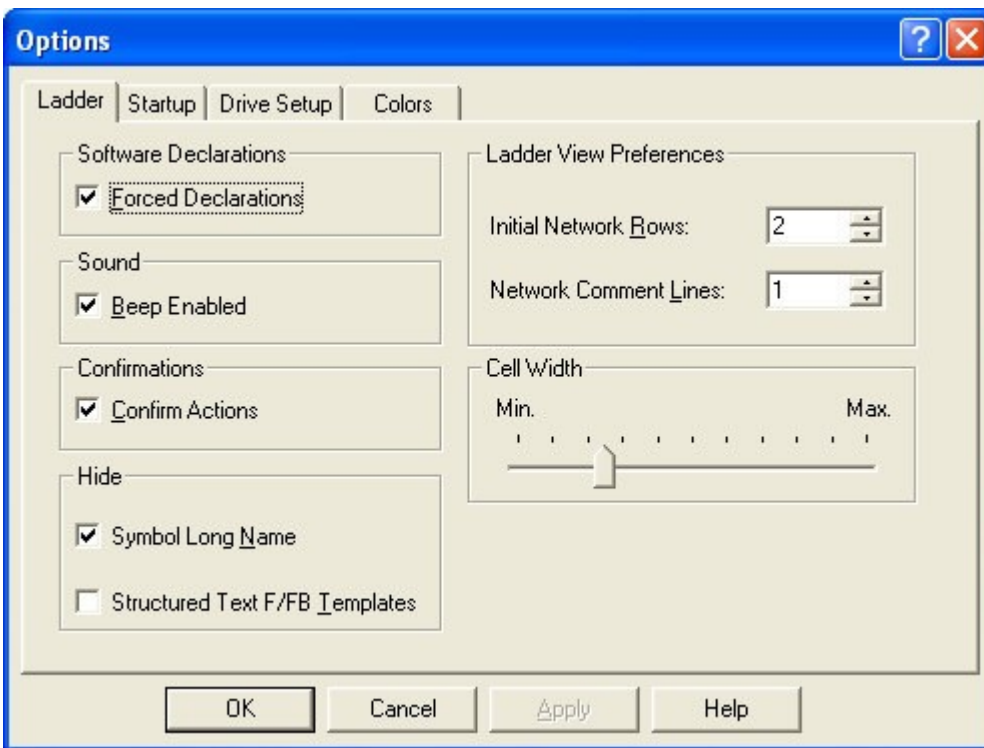 Options
Ladder
Startup
Drive Setup
Colors
Software Declarations
Forced Declarations
Sound
Beep Enabled
Confirmations
Confirm Actions
Hide
Symbol Long Name
Structured Text F/FB Templates
Ladder View Preferences
Initial Network Rows: 2
Network Comment Lines: 1
Cell Width
Min. Max.
OK
Cancel
Apply
Help